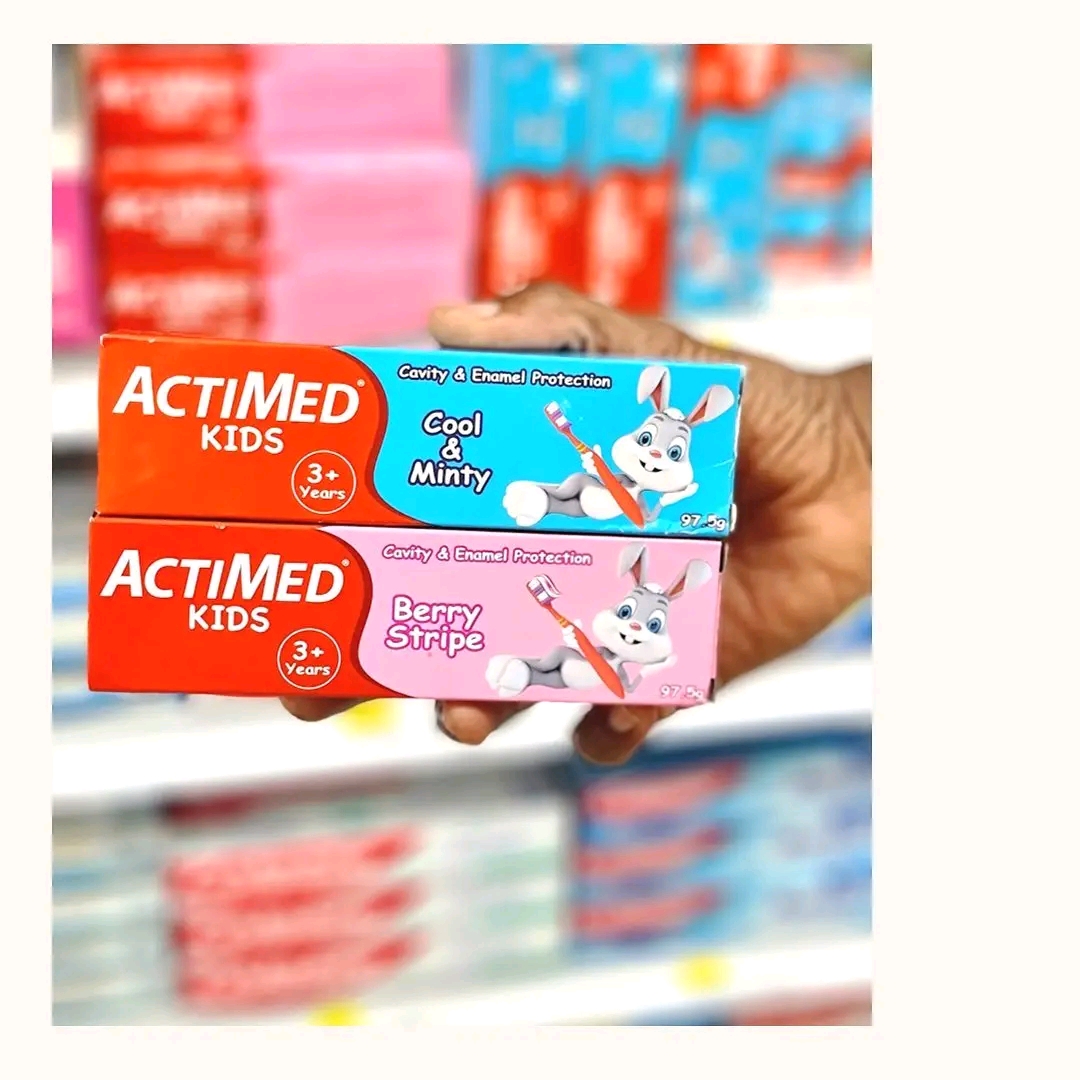 ACTIMED®
KIDS
3+
Years
Cavity & Enamel Protection
Cool
&
Minty
97.5g
ACTIMED®
KIDS
3+
Years
Cavity & Enamel Protection
Berry
Stripe
97.5g